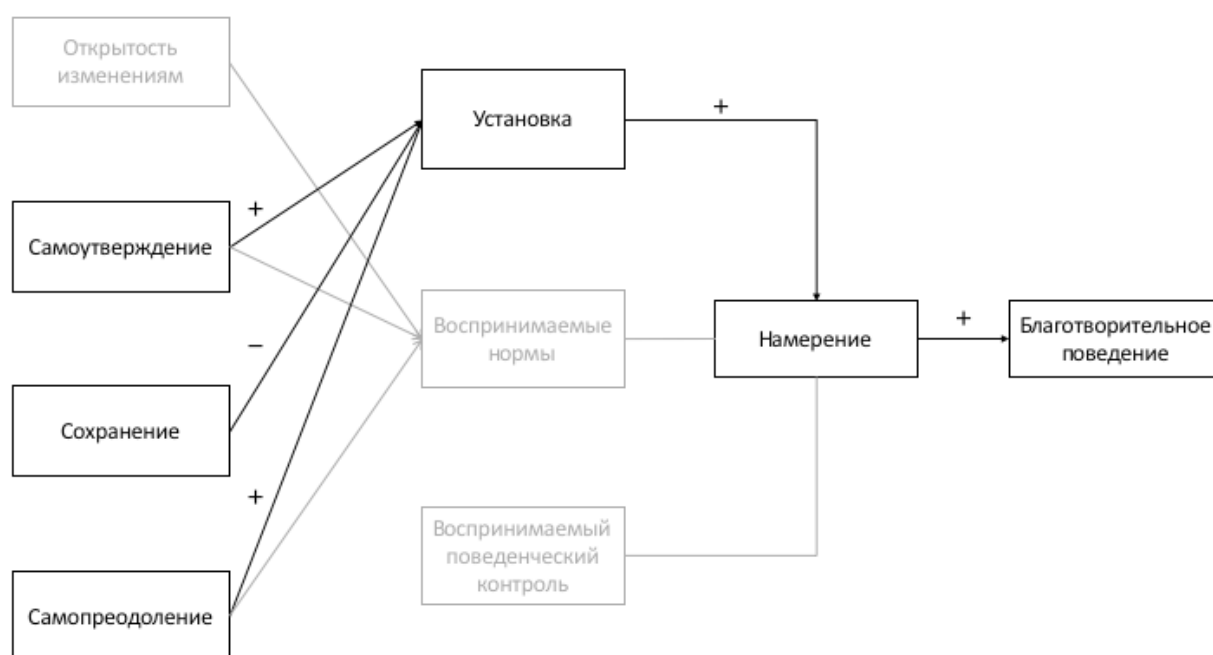 Открытость
изменениям
Самоутверждение
Сохранение
Самопреодоление
+
−
+
Установка
Воспринимаемые
нормы
Воспринимаемый
поведенческий
контроль
+
Намерение
+
Благотворительное
поведение